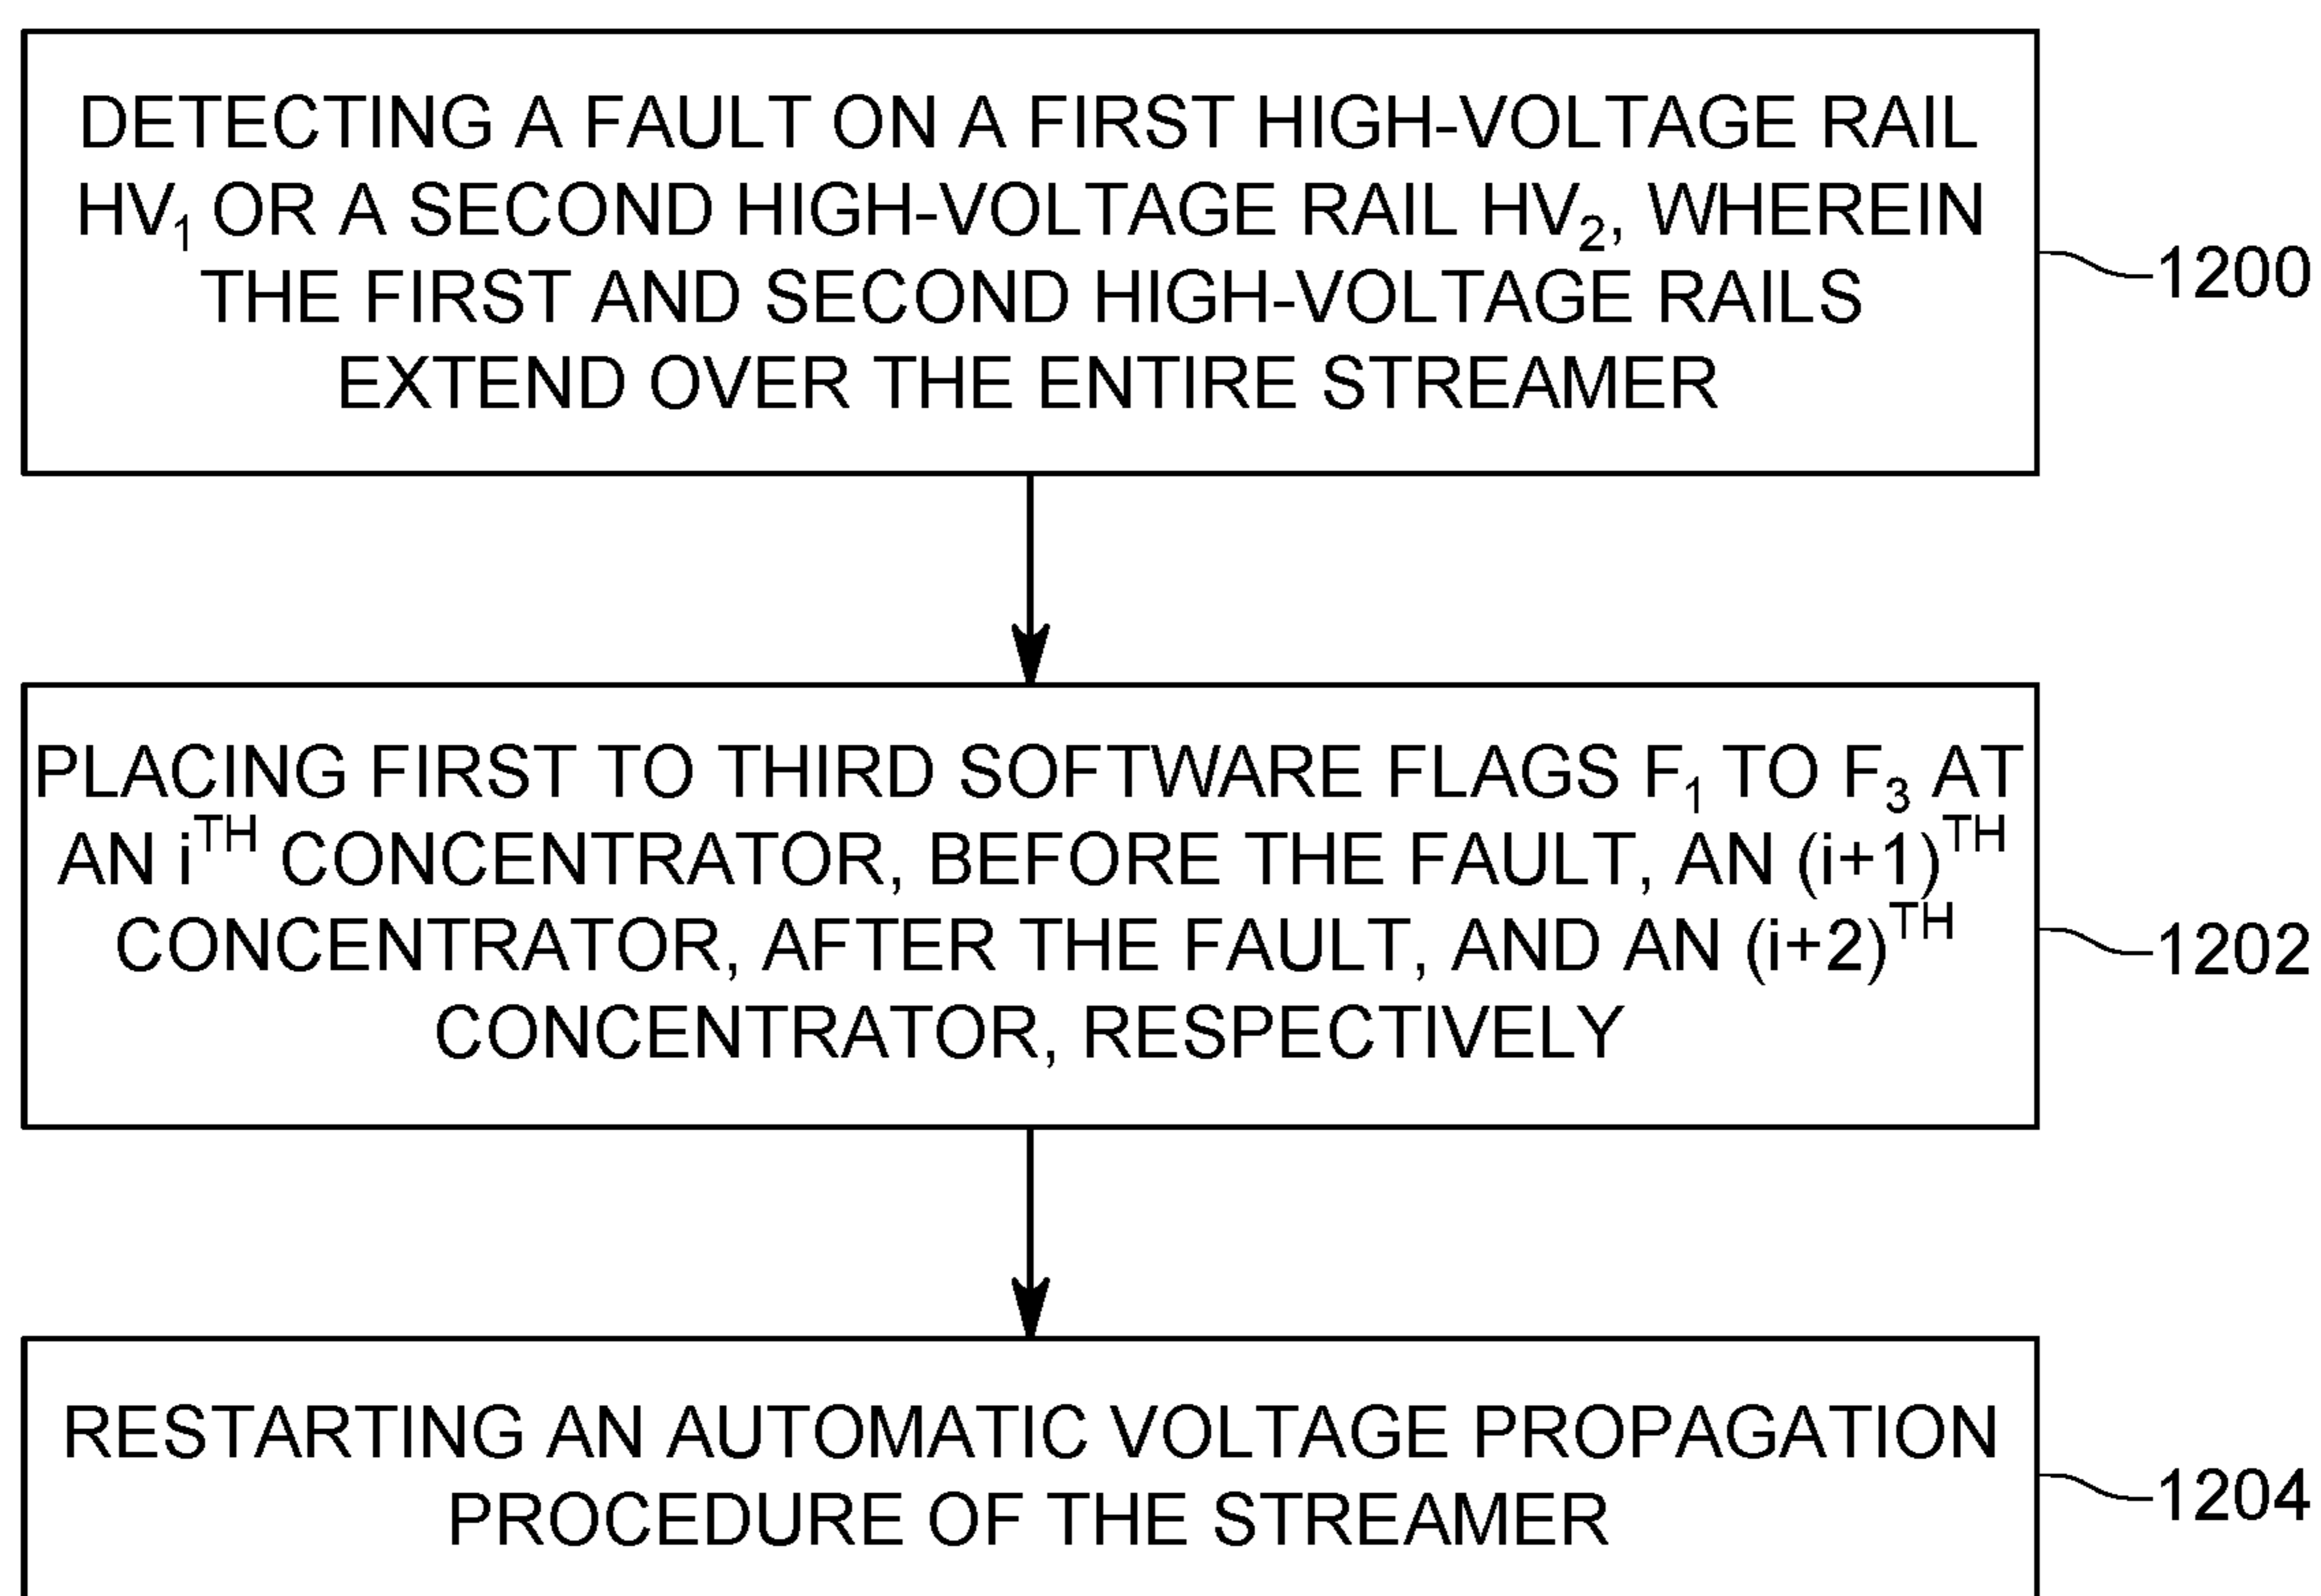 DETECTING A FAULT ON A FIRST HIGH-VOLTAGE RAIL
HV₁ OR A SECOND HIGH-VOLTAGE RAIL HV₂, WHEREIN
THE FIRST AND SECOND HIGH-VOLTAGE RAILS
EXTEND OVER THE ENTIRE STREAMER
1200
PLACING FIRST TO THIRD SOFTWARE FLAGS F₁ TO F₃ AT
AN iᵀᴴ CONCENTRATOR, BEFORE THE FAULT, AN (i+1)ᵀᴴ
CONCENTRATOR, AFTER THE FAULT, AND AN (i+2)ᵀᴴ
CONCENTRATOR, RESPECTIVELY
1202
RESTARTING AN AUTOMATIC VOLTAGE PROPAGATION
PROCEDURE OF THE STREAMER
1204